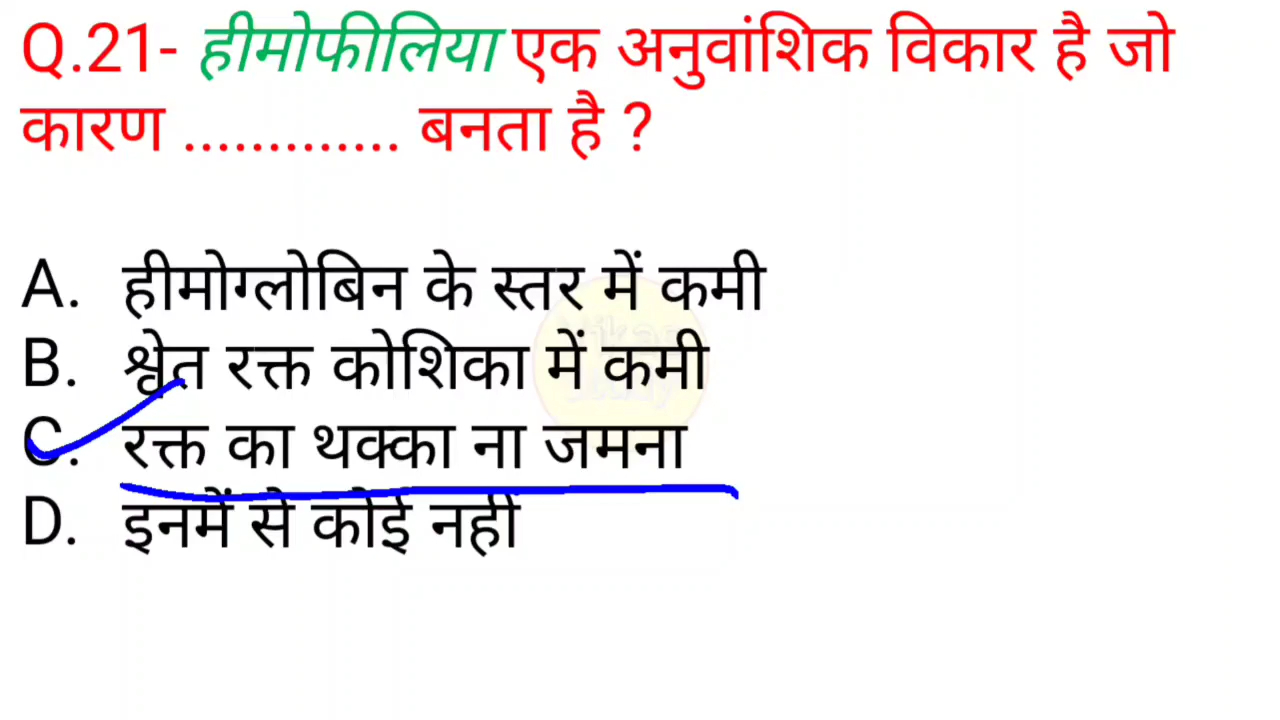 Q.21- हीमोफीलिया एक अनुवांशिक विकार है जो
कारण ............. बनता है ?
A. हीमोग्लोबिन के स्तर में कमी
B. श्वेत रक्त कोशिका में कमी
C. रक्त का थक्का ना जमना
D. इनमें से कोई नही